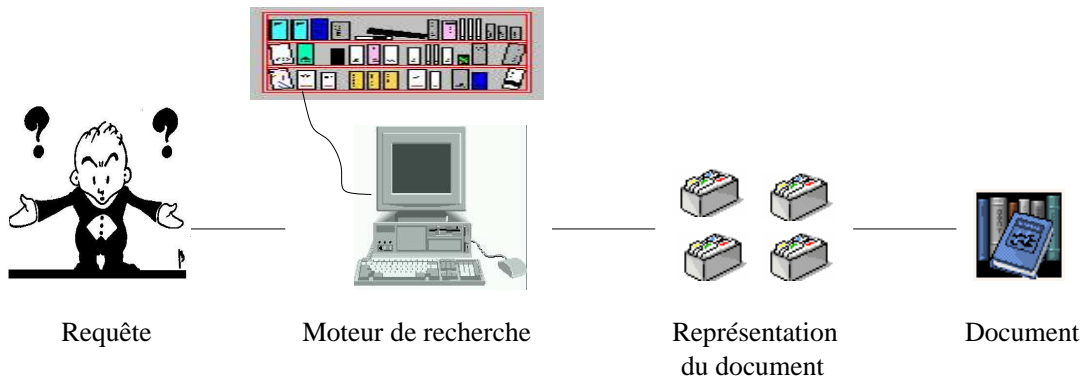 Requête
Moteur de recherche
Représentation
du document
Document